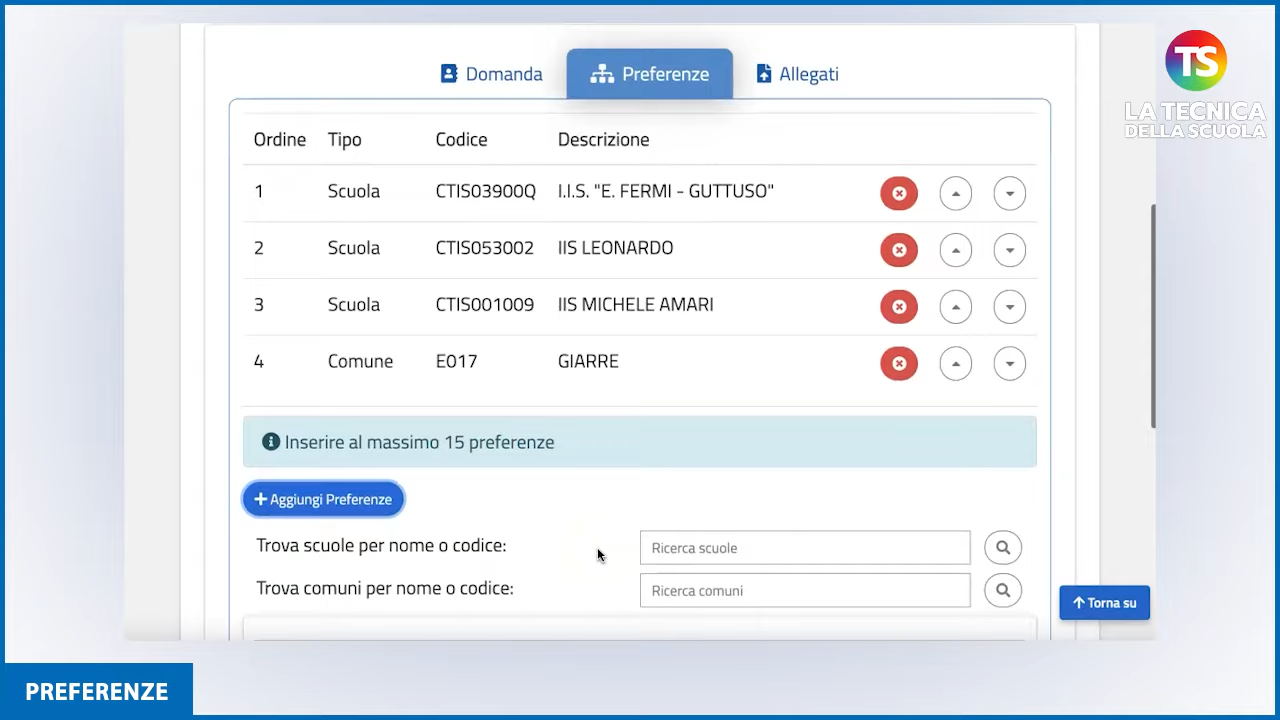 TS
LA TECNICA
DELLA SCUOLA
Domanda Preferenze Allegati
Ordine Tipo Codice Descrizione
1 Scuola CTIS03900Q I.I.S. "E. FERMI - GUTTUSO"
2 Scuola CTIS053002 IIS LEONARDO
3 Scuola CTIS001009 IIS MICHELE AMARI
4 Comune E017 GIARRE
Inserire al massimo 15 preferenze
Aggiungi Preferenze
Trova scuole per nome o codice: Ricerca scuole
Trova comuni per nome o codice: Ricerca comuni
Torna su
PREFERENZE